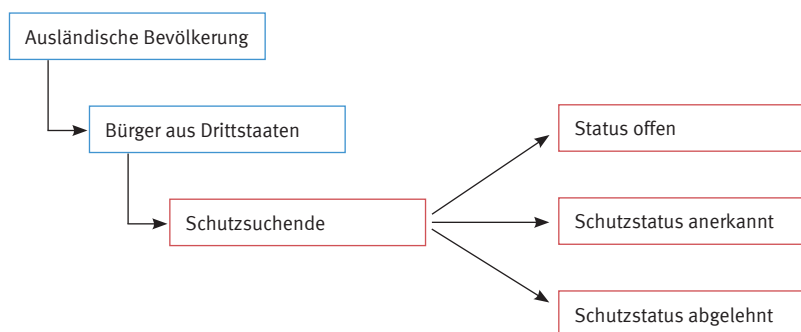 Ausländische Bevölkerung
Bürger aus Drittstaaten
Schutzsuchende
Status offen
Schutzstatus anerkannt
Schutzstatus abgelehnt